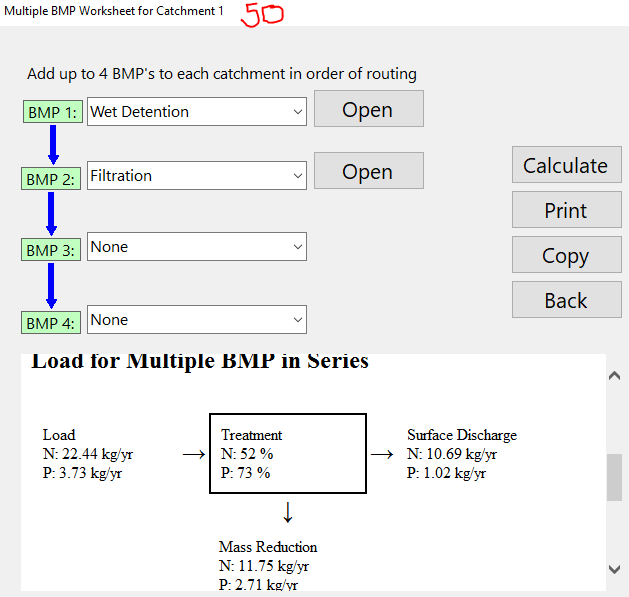 Multiple BMP Worksheet for Catchment 1 50
Add up to 4 BMP's to each catchment in order of routing
BMP 1: Wet Detention Open
BMP 2: Filtration Open
Calculate
Print
BMP 3: None
Copy
Back
BMP 4: None
Load for Multiple BMP in Series
Load
N: 22.44 kg/yr
P: 3.73 kg/yr
Treatment
N: 52 %
P: 73 %
Surface Discharge
N: 10.69 kg/yr
P: 1.02 kg/yr
Mass Reduction
N: 11.75 kg/yr
P: 2.71 kg/yr